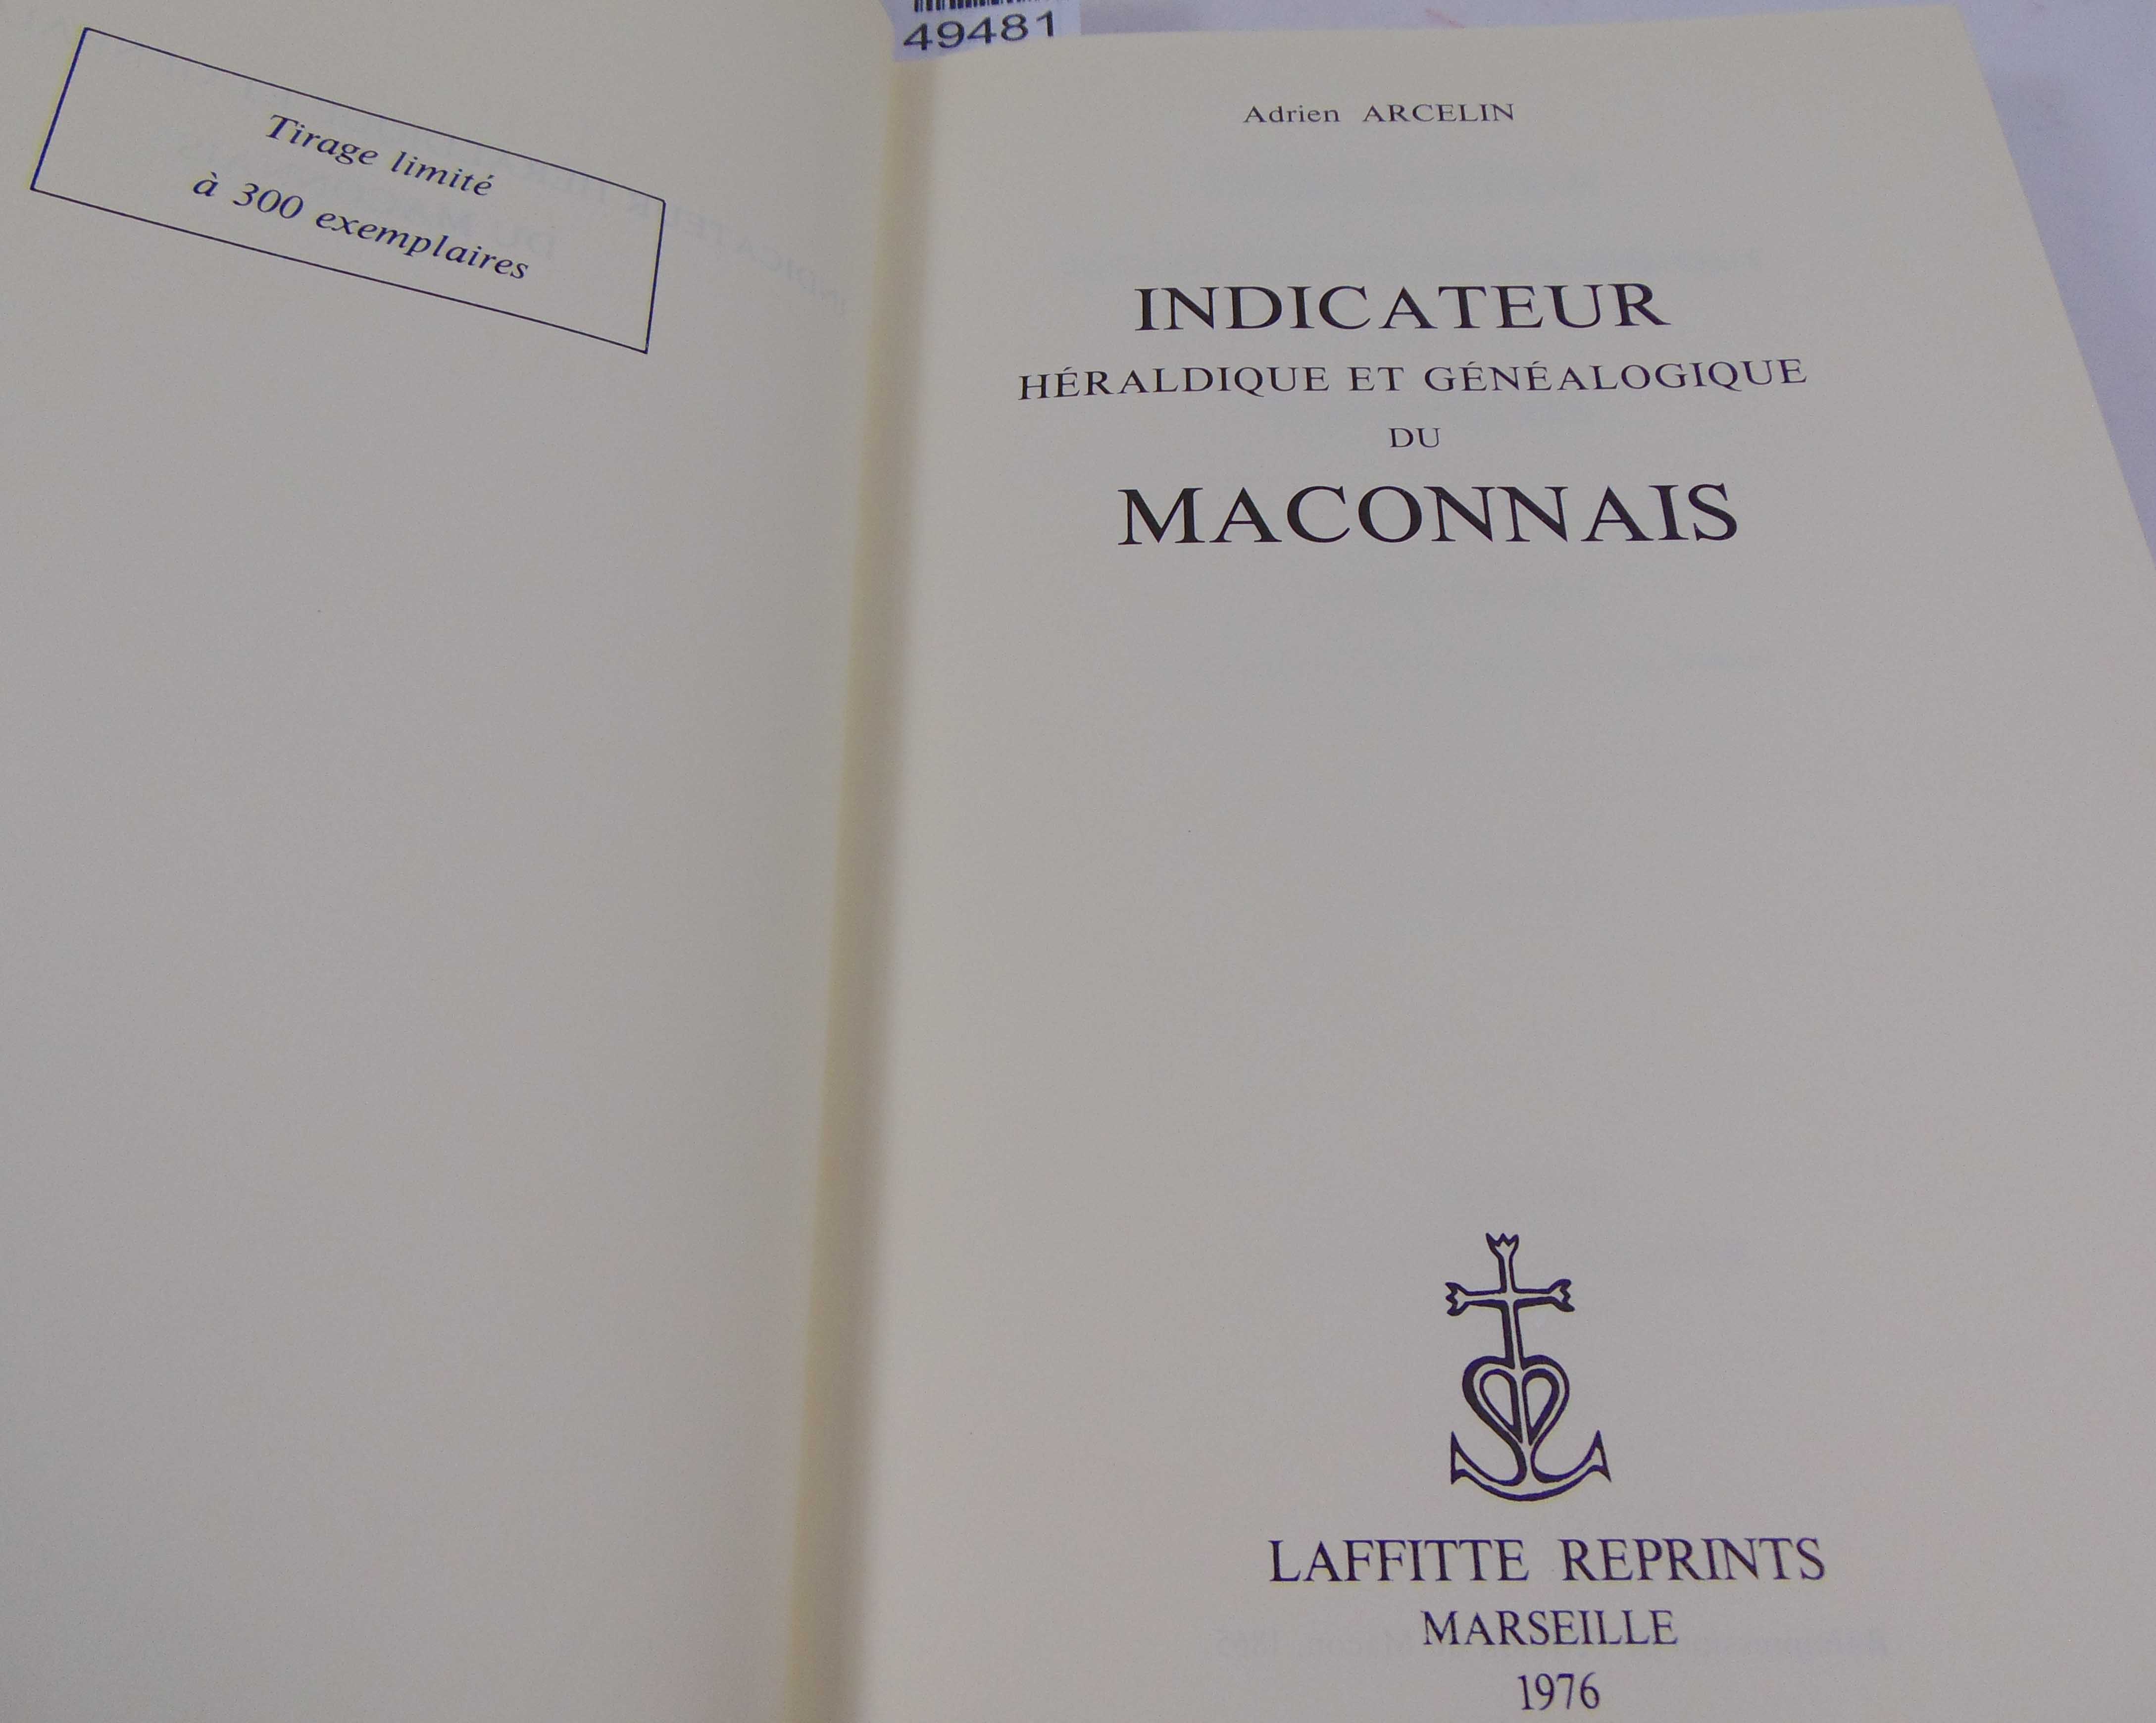 49481
Tirage limité
à 300 exemplaires
Adrien ARCELIN
INDICATEUR
HÉRALDIQUE ET GÉNÉALOGIQUE
DU
MACONNAIS
LAFFITTE REPRINTS
MARSEILLE
1976